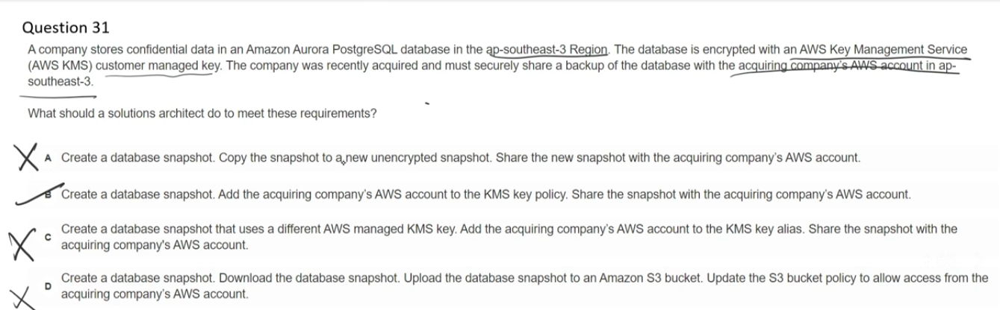 Question 31
A company stores confidential data in an Amazon Aurora PostgreSQL database in the ap-southeast-3 Region. The database is encrypted with an AWS Key Management Service
(AWS KMS) customer managed key. The company was recently acquired and must securely share a backup of the database with the acquiring company's AWS account in ap-
southeast-3.
What should a solutions architect do to meet these requirements?
A Create a database snapshot. Copy the snapshot to a new unencrypted snapshot. Share the new snapshot with the acquiring company's AWS account.
B Create a database snapshot. Add the acquiring company's AWS account to the KMS key policy. Share the snapshot with the acquiring company's AWS account.
C Create a database snapshot that uses a different AWS managed KMS key. Add the acquiring company's AWS account to the KMS key alias. Share the snapshot with the
acquiring company's AWS account.
D Create a database snapshot. Download the database snapshot. Upload the database snapshot to an Amazon S3 bucket. Update the S3 bucket policy to allow access from the
acquiring company's AWS account.